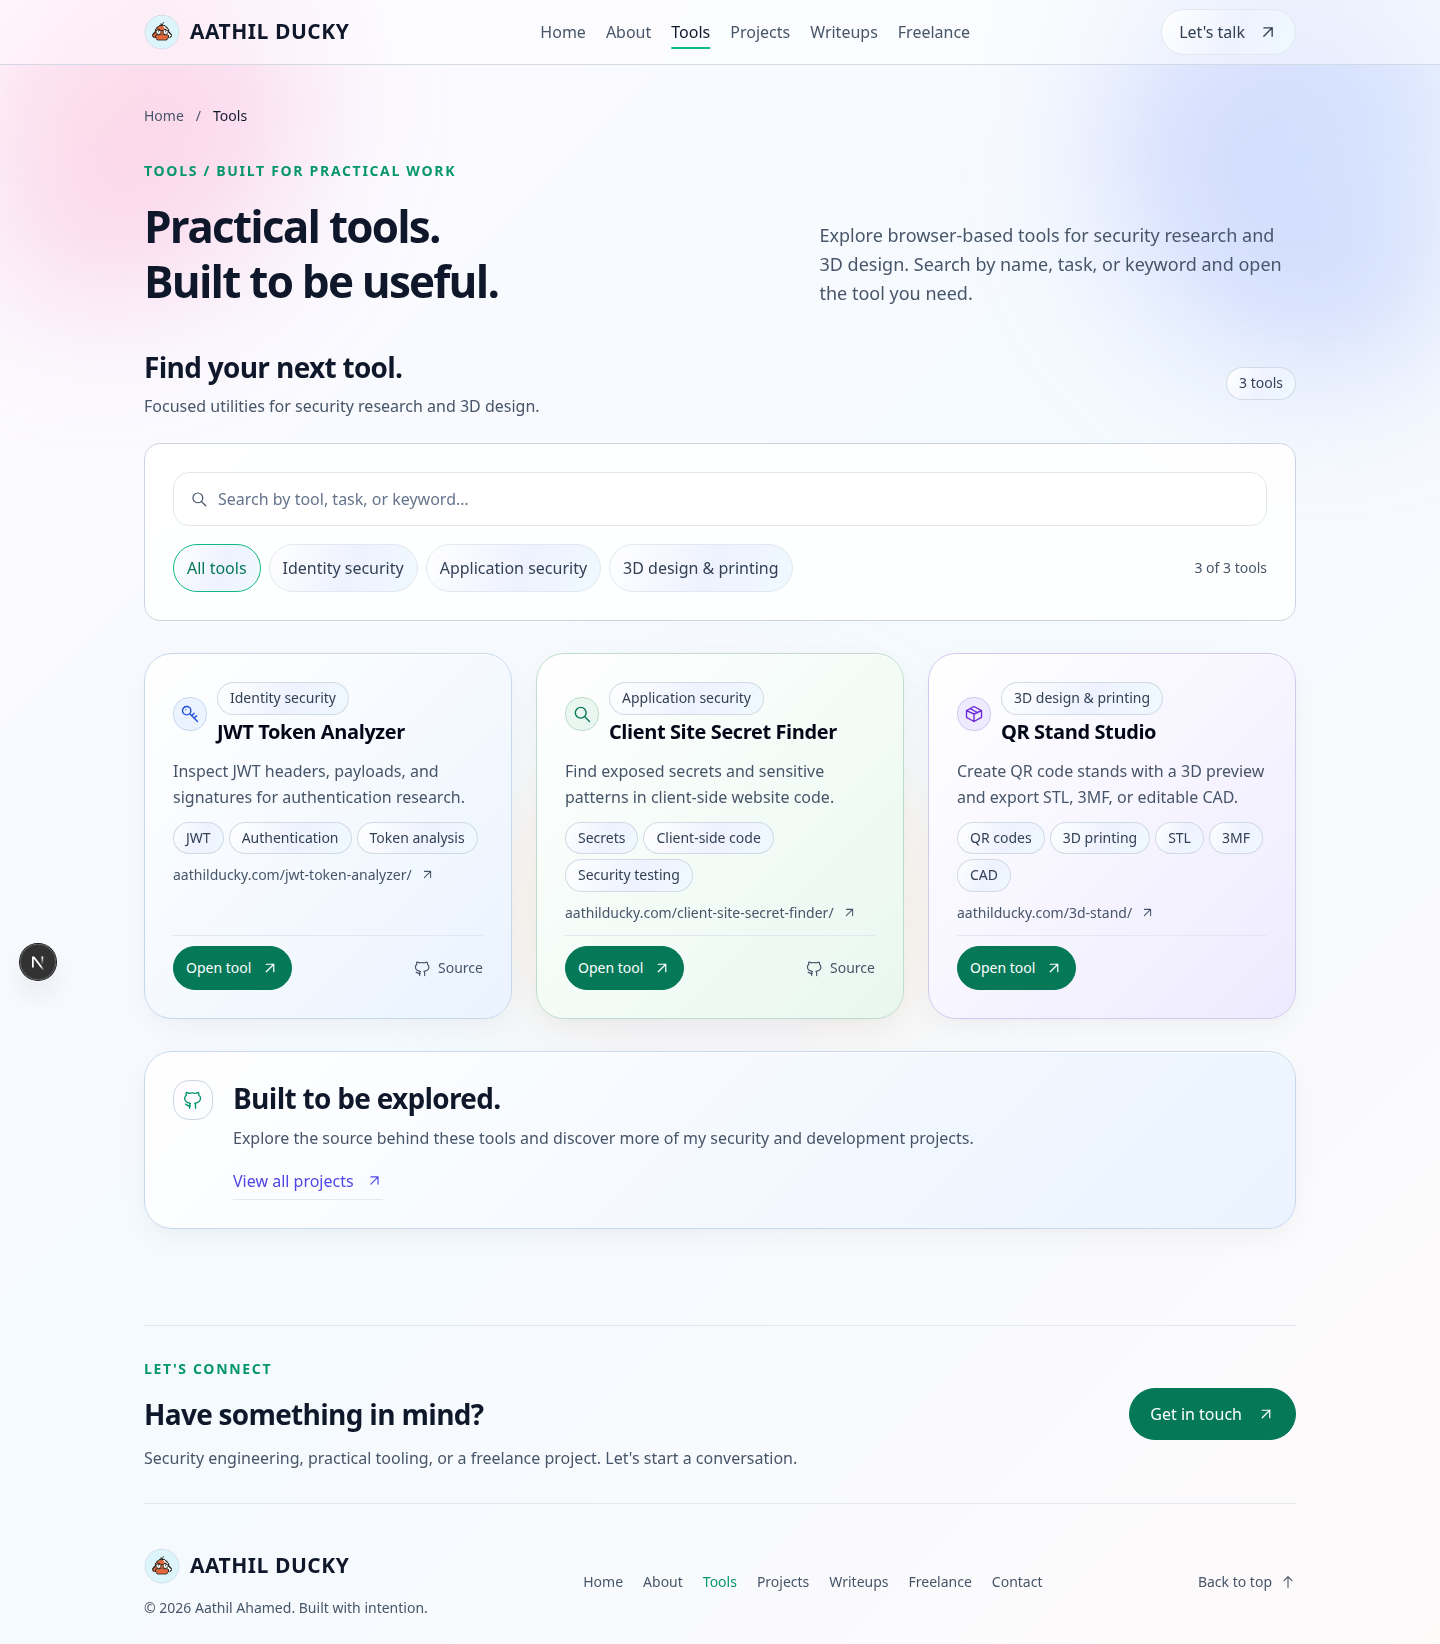 AATHIL DUCKY
Home About Tools Projects Writeups Freelance
Let's talk
Home / Tools
TOOLS / BUILT FOR PRACTICAL WORK
Practical tools.
Built to be useful.
Explore browser-based tools for security research and
3D design. Search by name, task, or keyword and open
the tool you need.
Find your next tool.
Focused utilities for security research and 3D design.
3 tools
Search by tool, task, or keyword...
All tools Identity security Application security 3D design & printing
3 of 3 tools
Identity security
JWT Token Analyzer
Inspect JWT headers, payloads, and
signatures for authentication research.
JWT Authentication Token analysis
aathilducky.com/jwt-token-analyzer/
Open tool
Source
Application security
Client Site Secret Finder
Find exposed secrets and sensitive
patterns in client-side website code.
Secrets Client-side code
Security testing
aathilducky.com/client-site-secret-finder/
Open tool
Source
3D design & printing
QR Stand Studio
Create QR code stands with a 3D preview
and export STL, 3MF, or editable CAD.
QR codes 3D printing STL 3MF
CAD
aathilducky.com/3d-stand/
Open tool
N
Built to be explored.
Explore the source behind these tools and discover more of my security and development projects.
View all projects
LET'S CONNECT
Have something in mind?
Security engineering, practical tooling, or a freelance project. Let's start a conversation.
Get in touch
AATHIL DUCKY
© 2026 Aathil Ahamed. Built with intention.
Home About Tools Projects Writeups Freelance Contact
Back to top